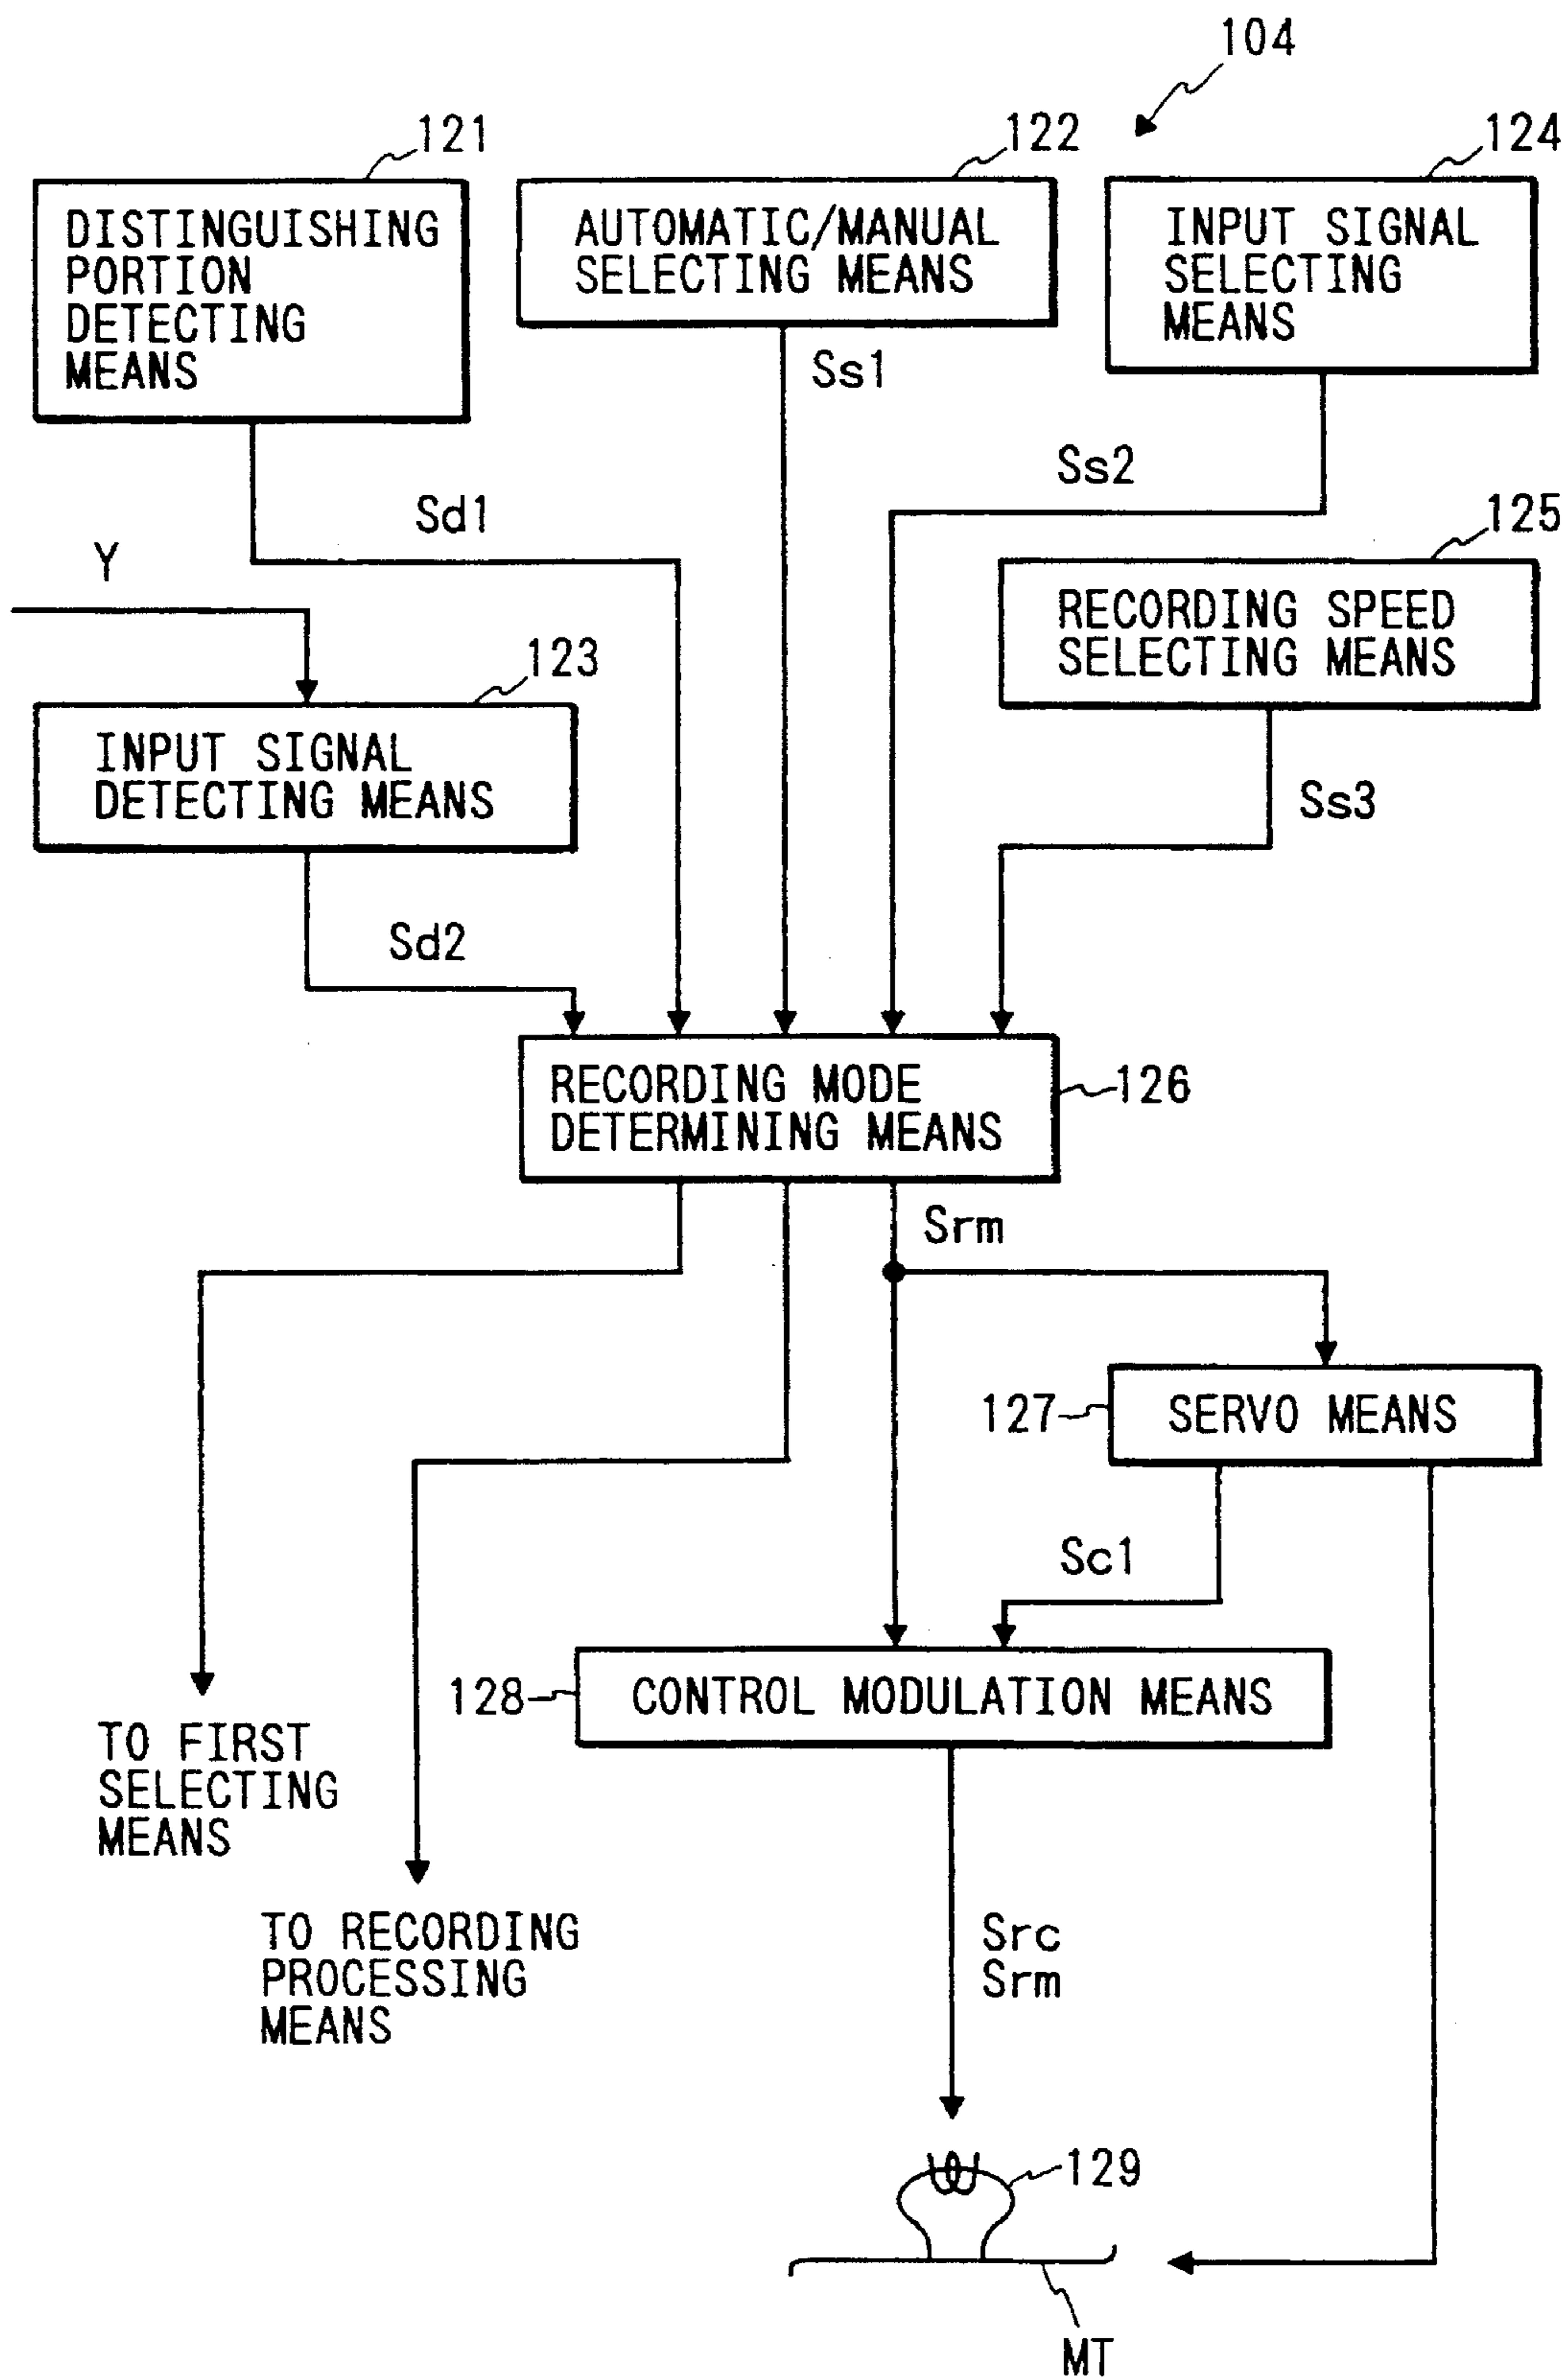 104
121
122
124
DISTINGUISHING
PORTION
DETECTING
MEANS
AUTOMATIC/MANUAL
SELECTING MEANS
INPUT SIGNAL
SELECTING
MEANS
Ss1
Ss2
Sd1
125
Y
RECORDING SPEED
SELECTING MEANS
123
INPUT SIGNAL
DETECTING MEANS
Ss3
Sd2
RECORDING MODE
DETERMINING MEANS
126
Srm
127
SERVO MEANS
Sc1
128
CONTROL MODULATION MEANS
TO FIRST
SELECTING
MEANS
TO RECORDING
PROCESSING
MEANS
Src
Srm
129
MT